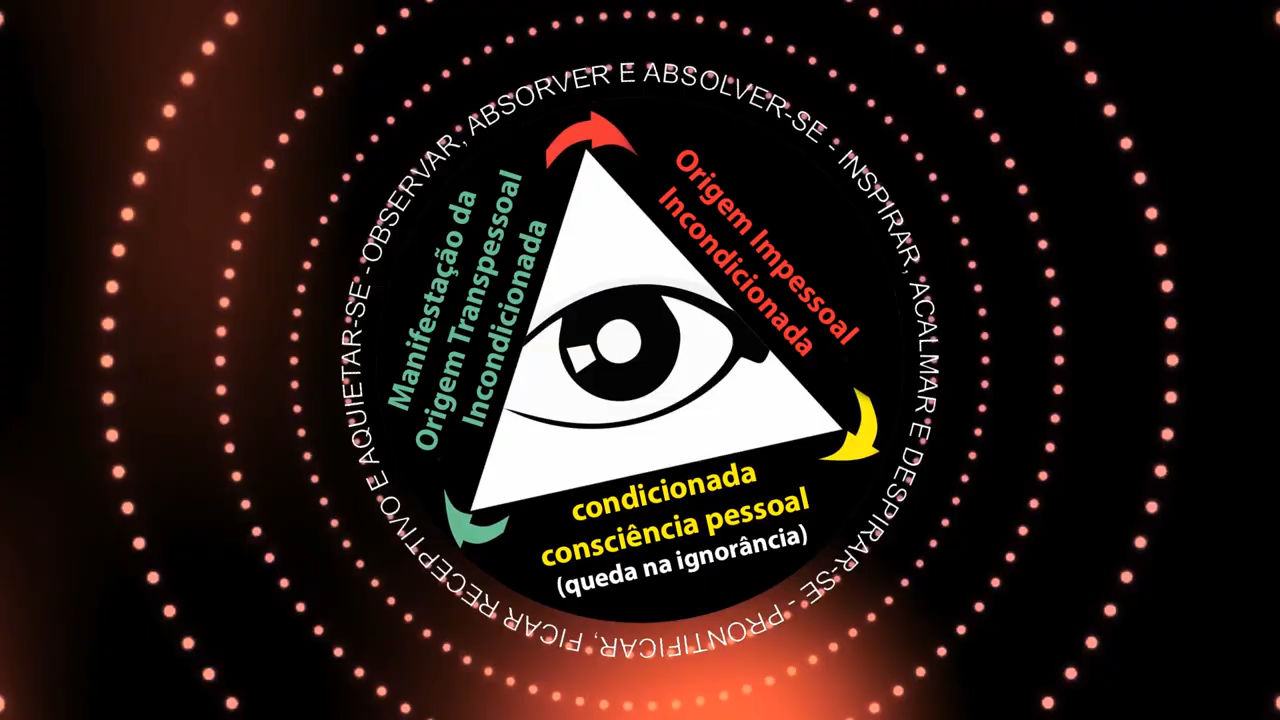 OBSERVAR, ABSORVER E ABSOLVER-SE - INSPIRAR, ACALMAR E DESPIRAR-SE - PRONTIFICAR, FICAR RECEPTIVO E AQUIETAR-SE -
Manifestação da
Origem Transpessoal
Incondicionada
Origem Impessoal
Incondicionada
condicionada
consciência pessoal
(queda na ignorância)